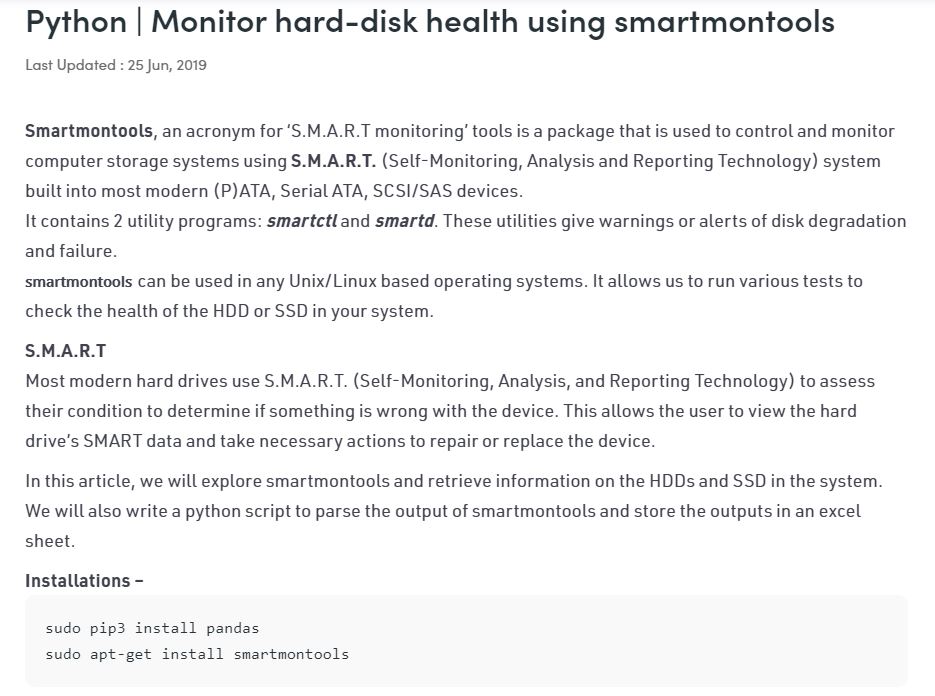 Python | Monitor hard-disk health using smartmontools
Last Updated : 25 Jun, 2019
Smartmontools, an acronym for ‘S.M.A.R.T monitoring’ tools is a package that is used to control and monitor
computer storage systems using S.M.A.R.T. (Self-Monitoring, Analysis and Reporting Technology) system
built into most modern (P)ATA, Serial ATA, SCSI/SAS devices.
It contains 2 utility programs: smartctl and smartd. These utilities give warnings or alerts of disk degradation
and failure.
smartmontools can be used in any Unix/Linux based operating systems. It allows us to run various tests to
check the health of the HDD or SSD in your system.
S.M.A.R.T
Most modern hard drives use S.M.A.R.T. (Self-Monitoring, Analysis, and Reporting Technology) to assess
their condition to determine if something is wrong with the device. This allows the user to view the hard
drive’s SMART data and take necessary actions to repair or replace the device.
In this article, we will explore smartmontools and retrieve information on the HDDs and SSD in the system.
We will also write a python script to parse the output of smartmontools and store the outputs in an excel
sheet.
Installations –
sudo pip3 install pandas
sudo apt-get install smartmontools